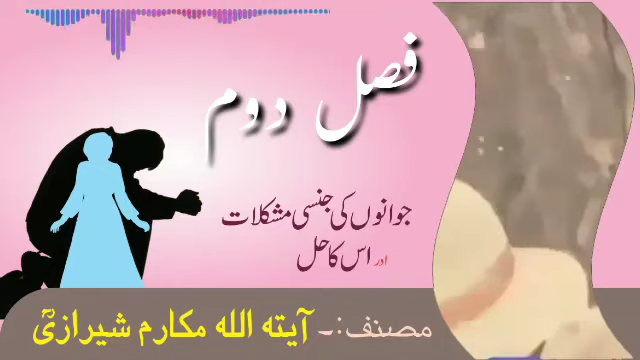 فصل دوم
جوانوں کی جنسی مشکلات
اور اس کا حل
مصنف:۔ آیتہ اللہ مکارم شیرازیؒ